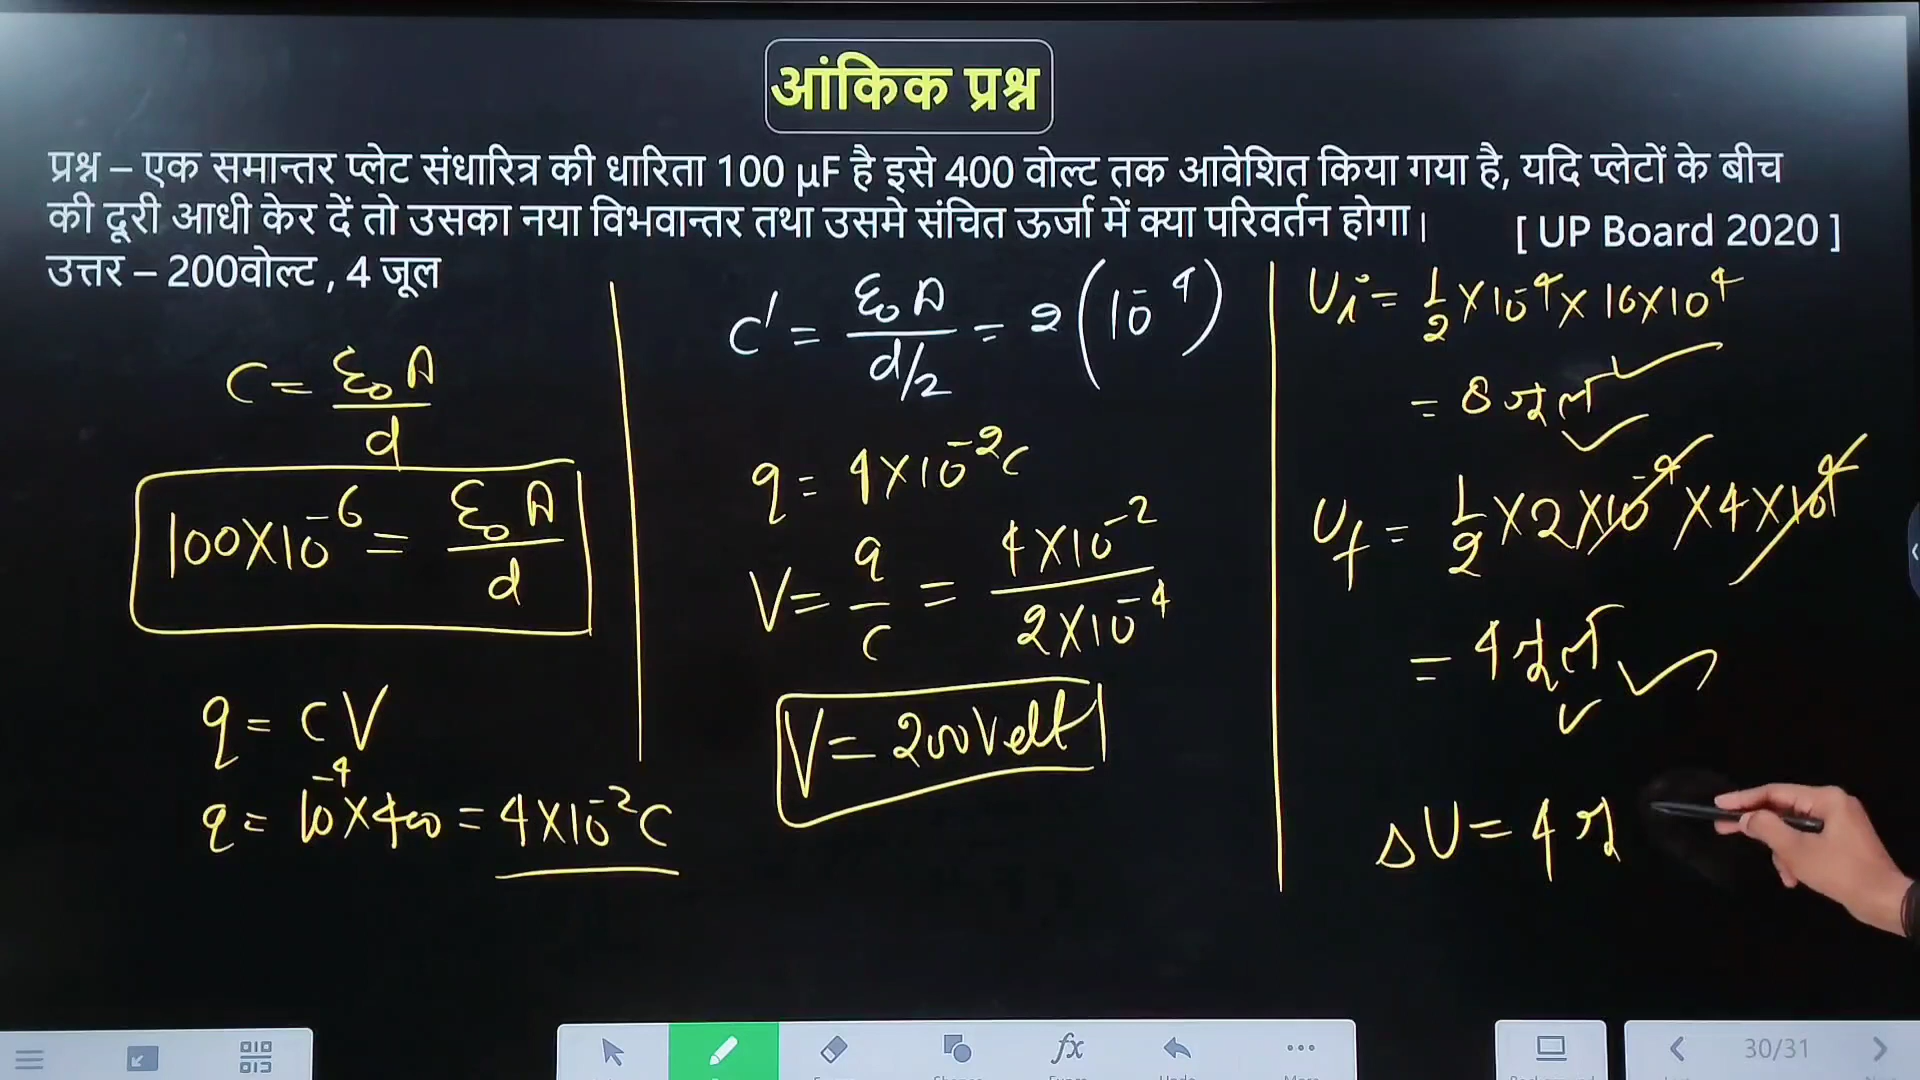 आंकिक प्रश्न
प्रश्न – एक समान्तर प्लेट संधारित्र की धारिता 100 μF है इसे 400 वोल्ट तक आवेशित किया गया है, यदि प्लेटों के बीच
की दूरी आधी केर दें तो उसका नया विभवान्तर तथा उसमे संचित ऊर्जा में क्या परिवर्तन होगा। [ UP Board 2020 ]
उत्तर – 200वोल्ट , 4 जूल
C = ε₀A/d
100×10⁻⁶ = ε₀A/d
q = CV
q = 10⁻⁴×400 = 4×10⁻²C
C' = ε₀A/d/2 = 2(10⁻⁴)
q = 4×10⁻²C
V = q/C = 4×10⁻²/2×10⁻⁴
V = 200Volt
Ui = 1/2×10⁻⁴×16×10⁴
= 8 जूल
Uf = 1/2×2×10⁻⁴×4×10⁴
= 4 जूल
ΔU = 4 जू
fx
30/31